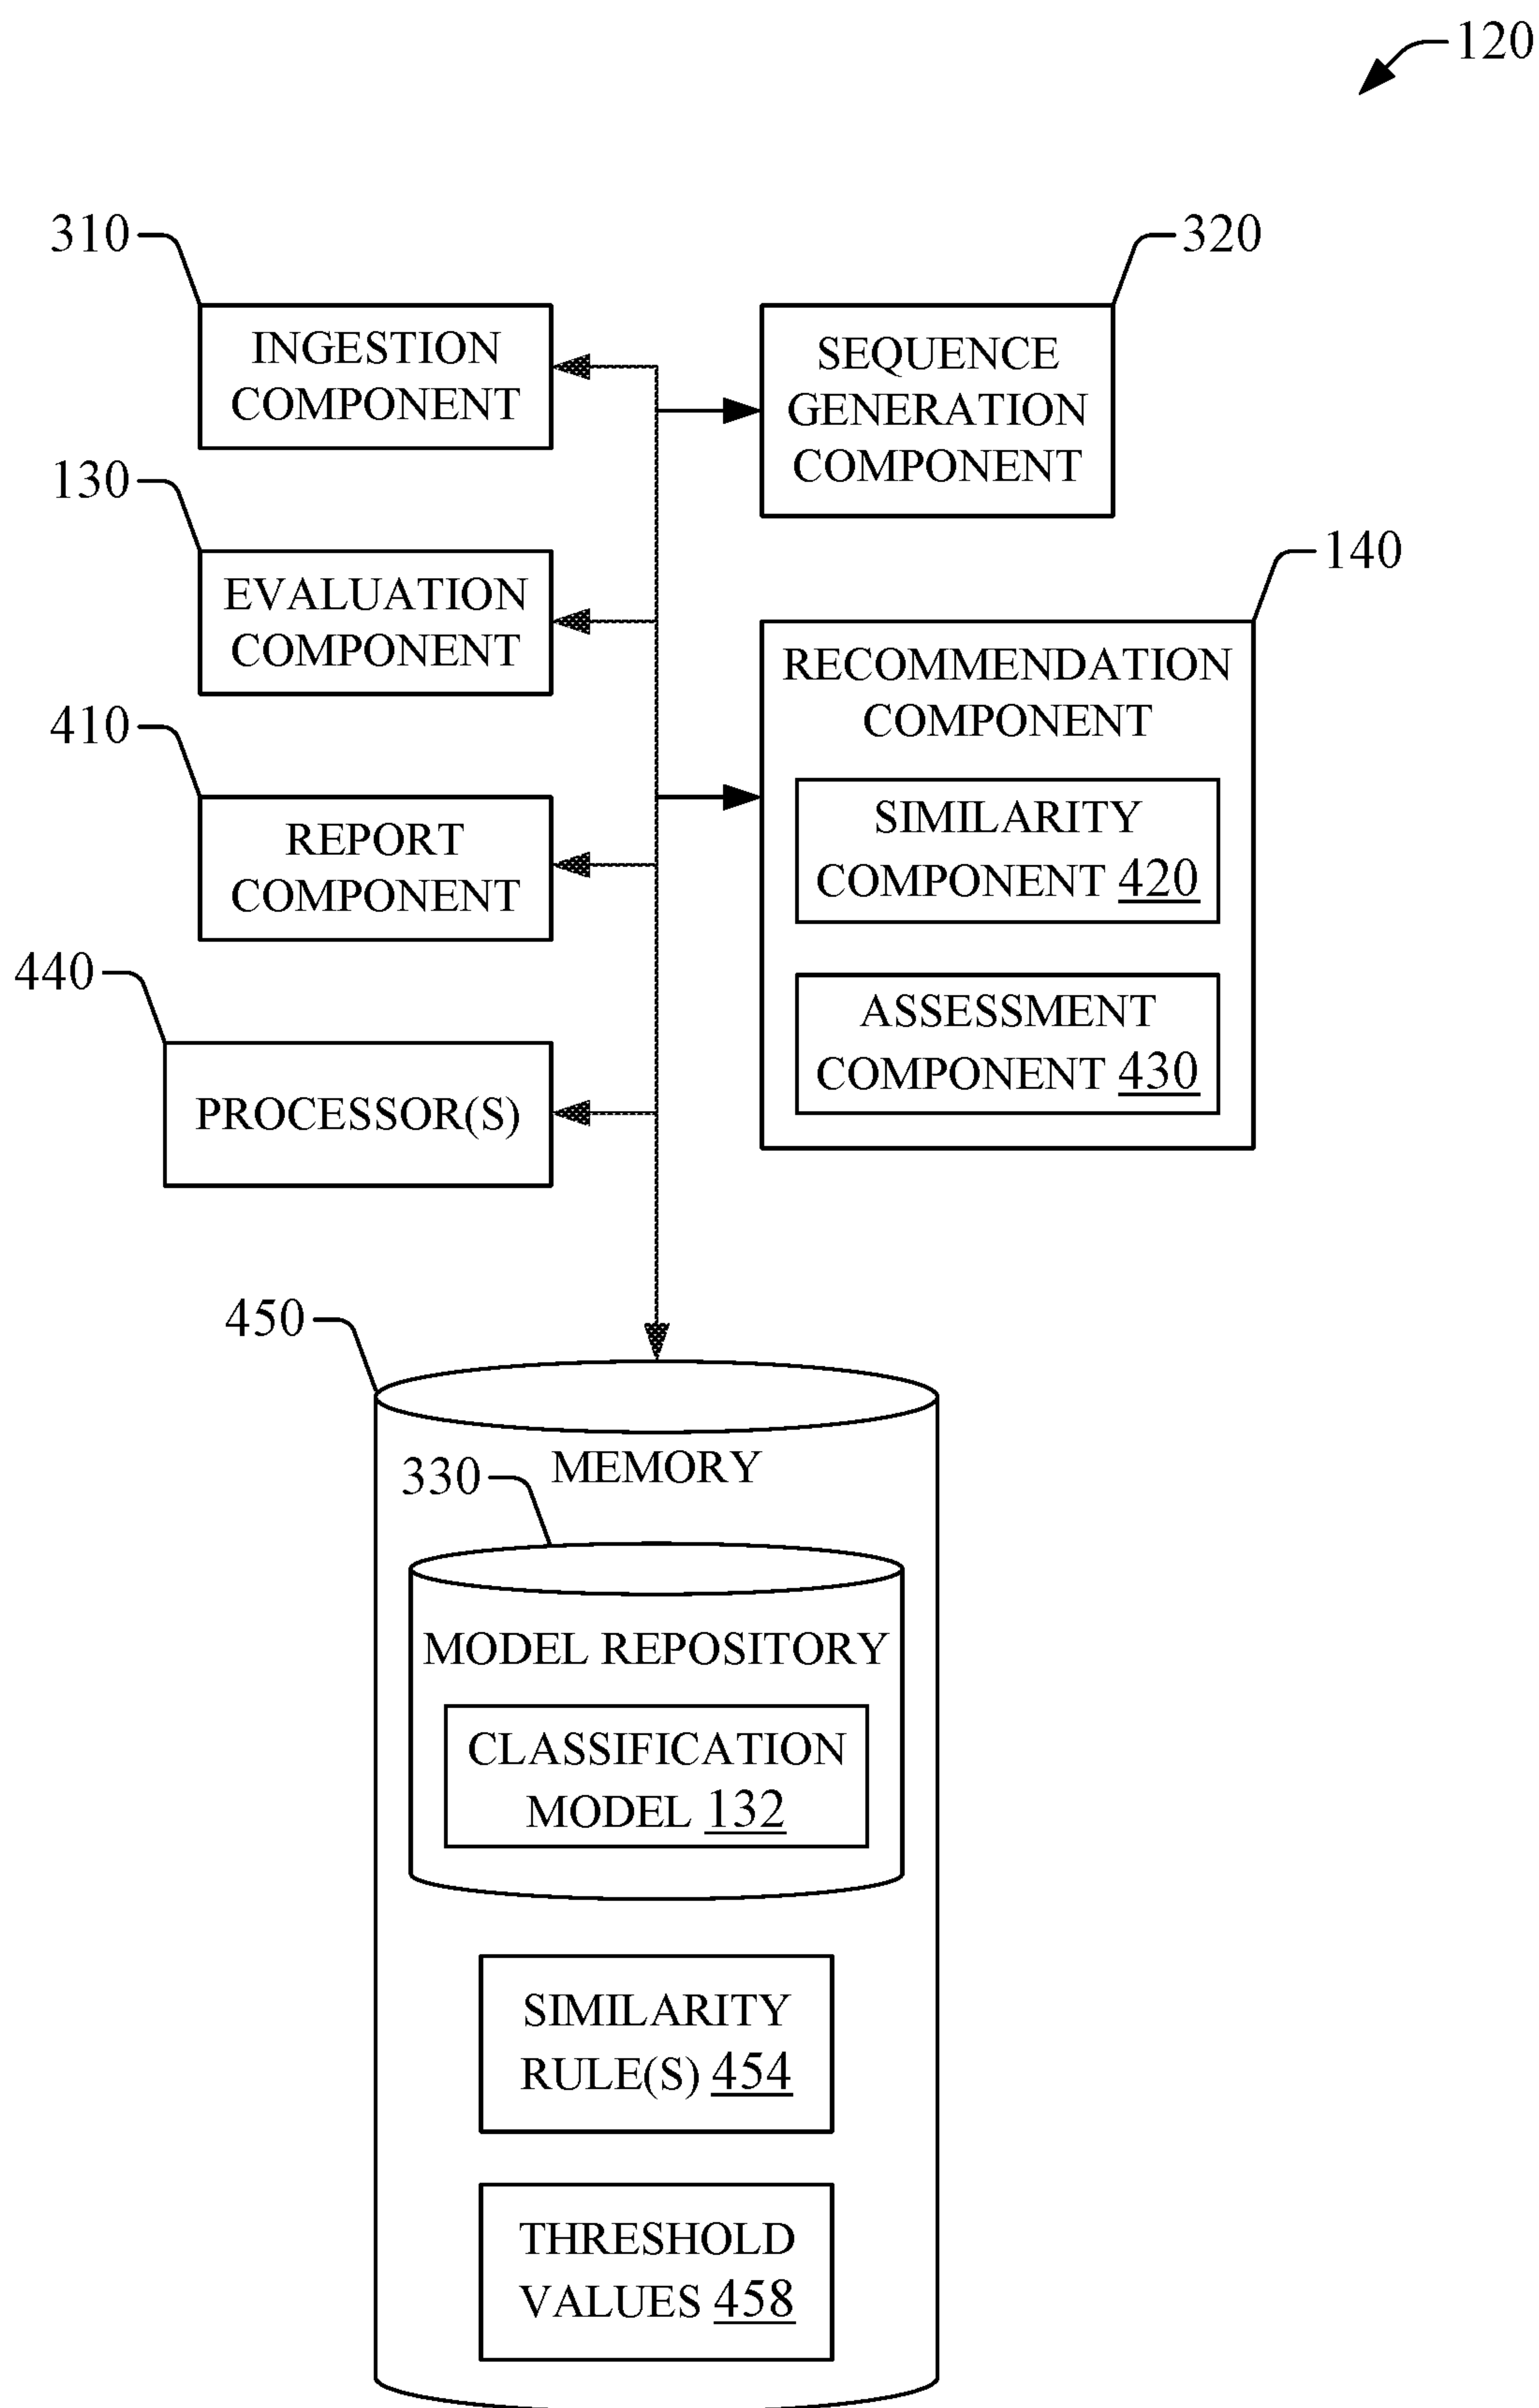 120
310
INGESTION
COMPONENT
320
SEQUENCE
GENERATION
COMPONENT
130
EVALUATION
COMPONENT
140
RECOMMENDATION
COMPONENT
SIMILARITY
COMPONENT 420
ASSESSMENT
COMPONENT 430
410
REPORT
COMPONENT
440
PROCESSOR(S)
450
MEMORY
330
MODEL REPOSITORY
CLASSIFICATION
MODEL 132
SIMILARITY
RULE(S) 454
THRESHOLD
VALUES 458